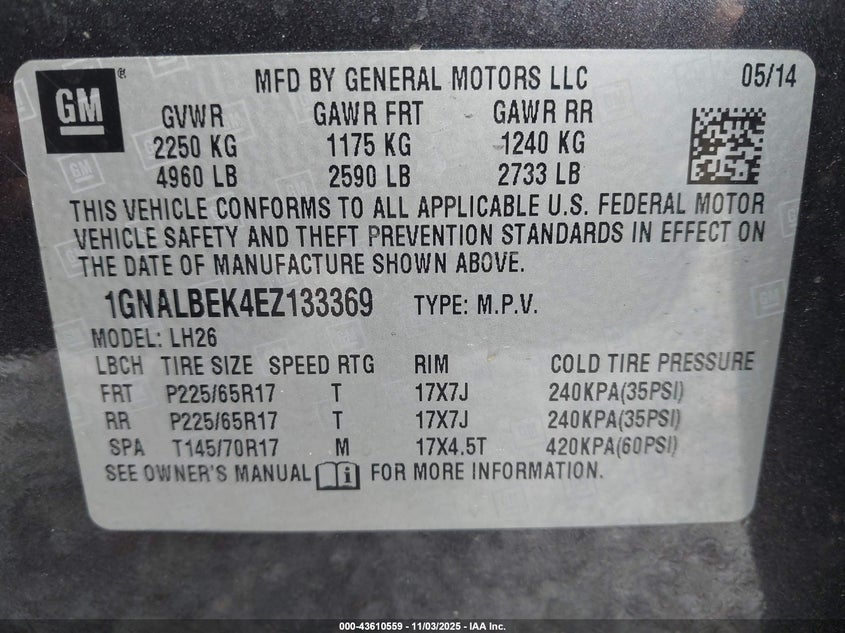 GM
MFD BY GENERAL MOTORS LLC 05/14
GVWR GAWR FRT GAWR RR
2250 KG 1175 KG 1240 KG
4960 LB 2590 LB 2733 LB
THIS VEHICLE CONFORMS TO ALL APPLICABLE U.S. FEDERAL MOTOR
VEHICLE SAFETY AND THEFT PREVENTION STANDARDS IN EFFECT ON
THE DATE OF MANUFACTURE SHOWN ABOVE.
1GNALBEK4EZ133369 TYPE: M.P.V.
MODEL: LH26
LBCH TIRE SIZE SPEED RTG RIM COLD TIRE PRESSURE
FRT P225/65R17 T 17X7J 240KPA(35PSI)
RR P225/65R17 T 17X7J 240KPA(35PSI)
SPA T145/70R17 M 17X4.5T 420KPA(60PSI)
SEE OWNER'S MANUAL FOR MORE INFORMATION.
000-43610559 — 11/03/2025 — IAA Inc.